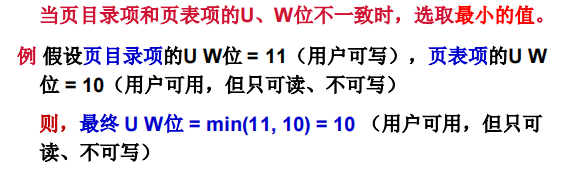 当页目录项和页表项的U、W位不一致时，选取最小的值。
例 假设页目录项的U W位 = 11（用户可写），页表项的U W
位 = 10（用户可用，但只可读、不可写）
则，最终 U W位 = min(11, 10) = 10 （用户可用，但只可
读、不可写）